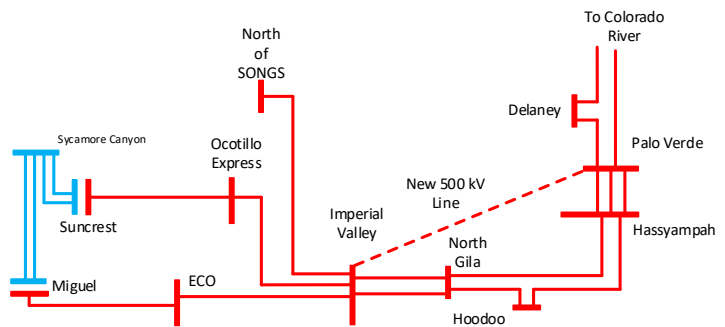 To Colorado
River
North
of
SONGS
Delaney
Sycamore Canyon
Palo Verde
Ocotillo
Express
New 500 kV
Line
Imperial
Valley
Suncrest
Hassyampah
North
Gila
ECO
Miguel
Hoodoo